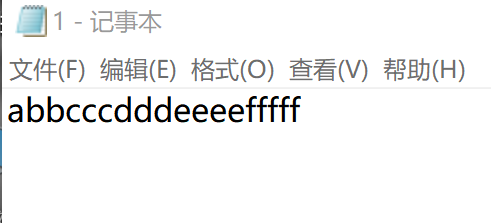 1 - 记事本
文件(F) 编辑(E) 格式(O) 查看(V) 帮助(H)
abbcccdddeeeefffff